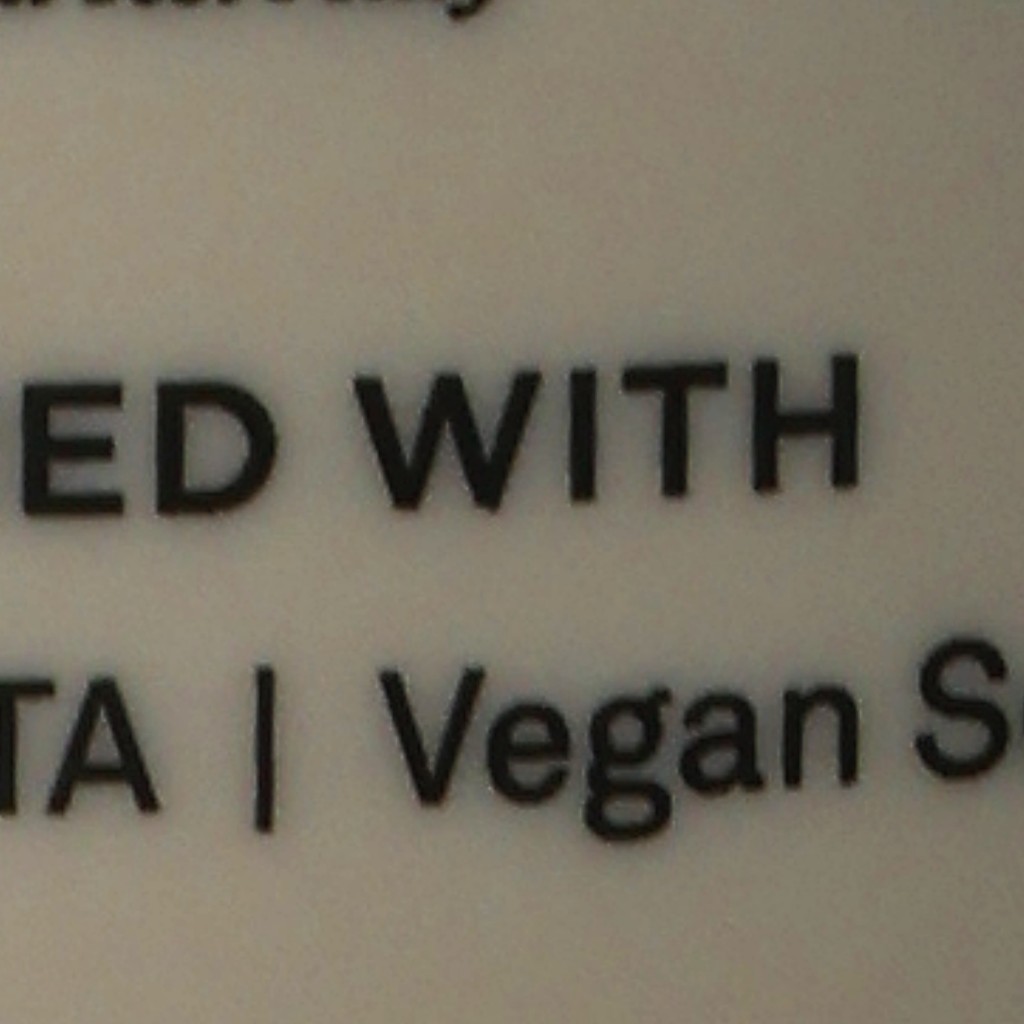 ED WITH
TA | Vegan S